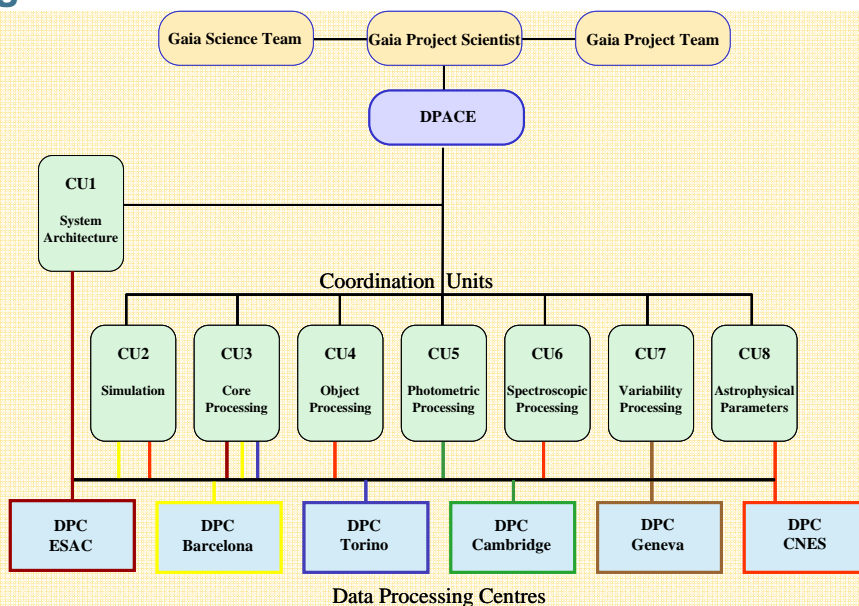 Gaia Science Team
Gaia Project Scientist
Gaia Project Team
DPACE
CU1
System
Architecture
Coordination Units
CU2
Simulation
CU3
Core
Processing
CU4
Object
Processing
CU5
Photometric
Processing
CU6
Spectroscopic
Processing
CU7
Variability
Processing
CU8
Astrophysical
Parameters
DPC
ESAC
DPC
Barcelona
DPC
Torino
DPC
Cambridge
DPC
Geneva
DPC
CNES
Data Processing Centres